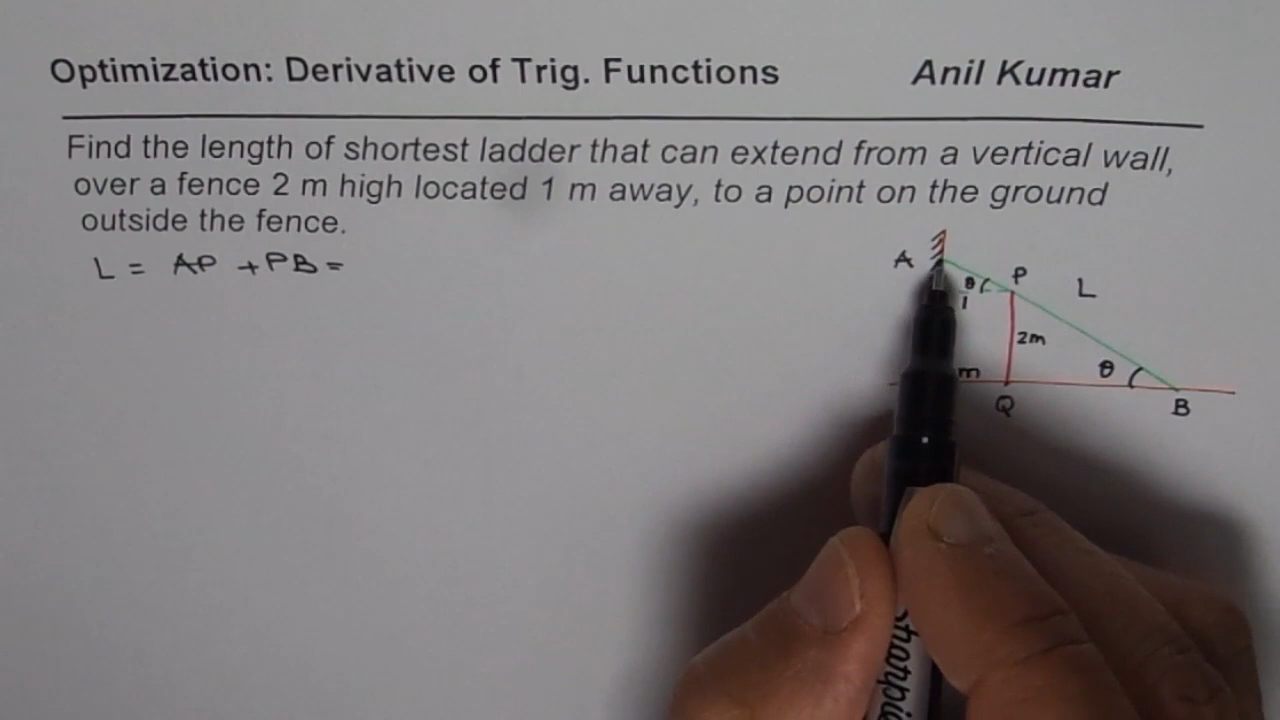 Optimization: Derivative of Trig. Functions Anil Kumar
Find the length of shortest ladder that can extend from a vertical wall,
over a fence 2 m high located 1 m away, to a point on the ground
outside the fence.
L = AP + PB =
A
θ
P
L
1
2m
m
θ
Q
B
Sharpie